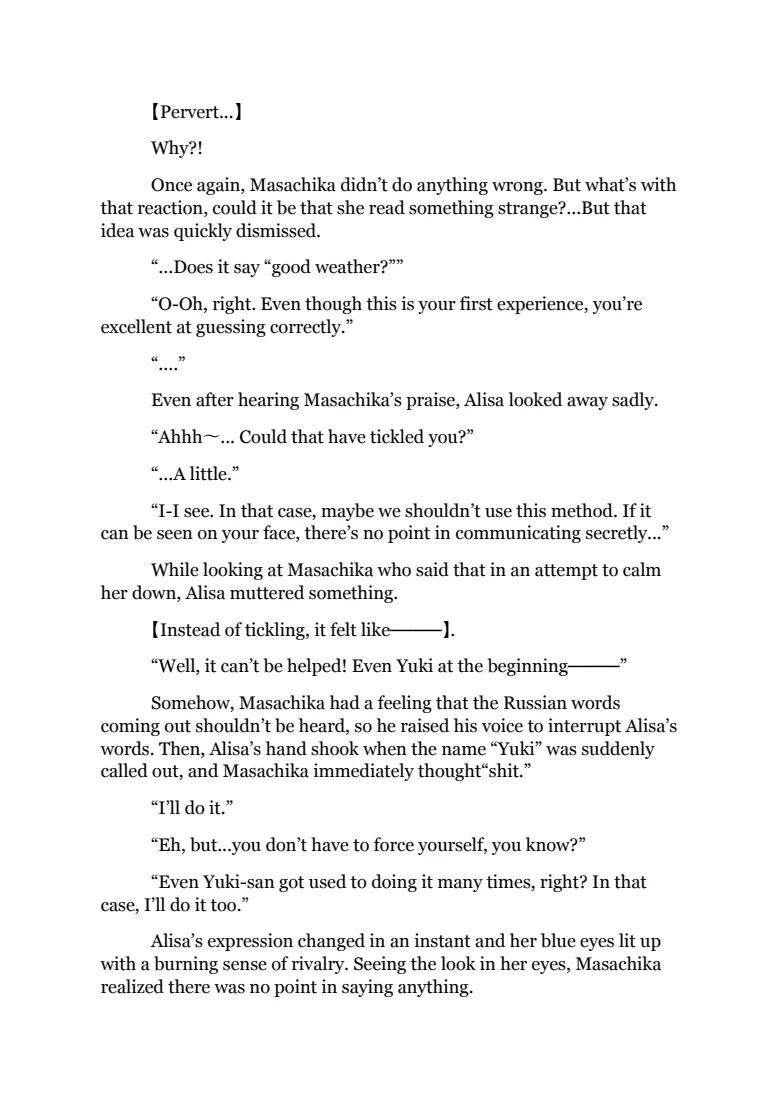 【Pervert...】
Why?!
Once again, Masachika didn’t do anything wrong. But what’s with
that reaction, could it be that she read something strange?...But that
idea was quickly dismissed.
“...Does it say “good weather?””
“O-Oh, right. Even though this is your first experience, you’re
excellent at guessing correctly.”
“....”
Even after hearing Masachika’s praise, Alisa looked away sadly.
“Ahhh～... Could that have tickled you?”
“...A little.”
“I-I see. In that case, maybe we shouldn’t use this method. If it
can be seen on your face, there’s no point in communicating secretly...”
While looking at Masachika who said that in an attempt to calm
her down, Alisa muttered something.
【Instead of tickling, it felt like———】.
“Well, it can’t be helped! Even Yuki at the beginning———”
Somehow, Masachika had a feeling that the Russian words
coming out shouldn’t be heard, so he raised his voice to interrupt Alisa’s
words. Then, Alisa’s hand shook when the name “Yuki” was suddenly
called out, and Masachika immediately thought“shit.”
“I’ll do it.”
“Eh, but...you don’t have to force yourself, you know?”
“Even Yuki-san got used to doing it many times, right? In that
case, I’ll do it too.”
Alisa’s expression changed in an instant and her blue eyes lit up
with a burning sense of rivalry. Seeing the look in her eyes, Masachika
realized there was no point in saying anything.